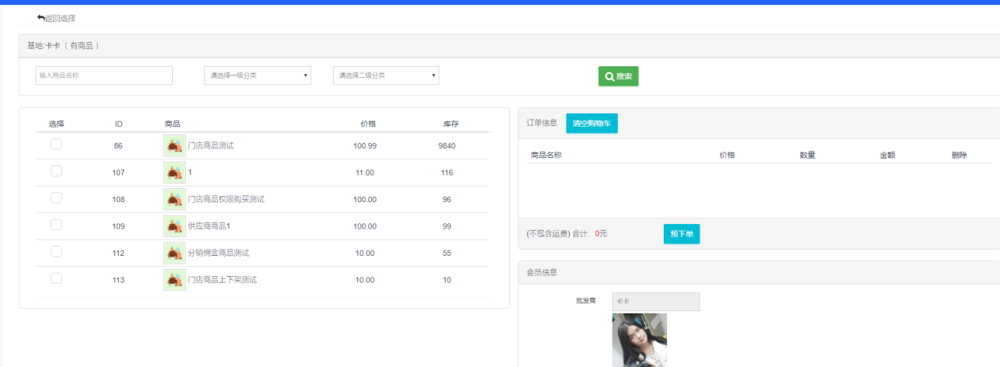 返回选择
基地:卡卡（有商品）
输入商品名称 请选择一级分类 请选择二级分类 搜索
选择 ID 商品 价格 库存
86 门店商品测试 100.99 9840
107 1 11.00 116
108 门店商品权限购买测试 100.00 96
109 供应商商品1 100.00 99
112 分销佣金商品测试 10.00 55
113 门店商品上下架测试 10.00 10
订单信息 清空购物车
商品名称 价格 数量 金额 删除
(不包含运费) 合计：0元 预下单
会员信息
批发商 卡卡